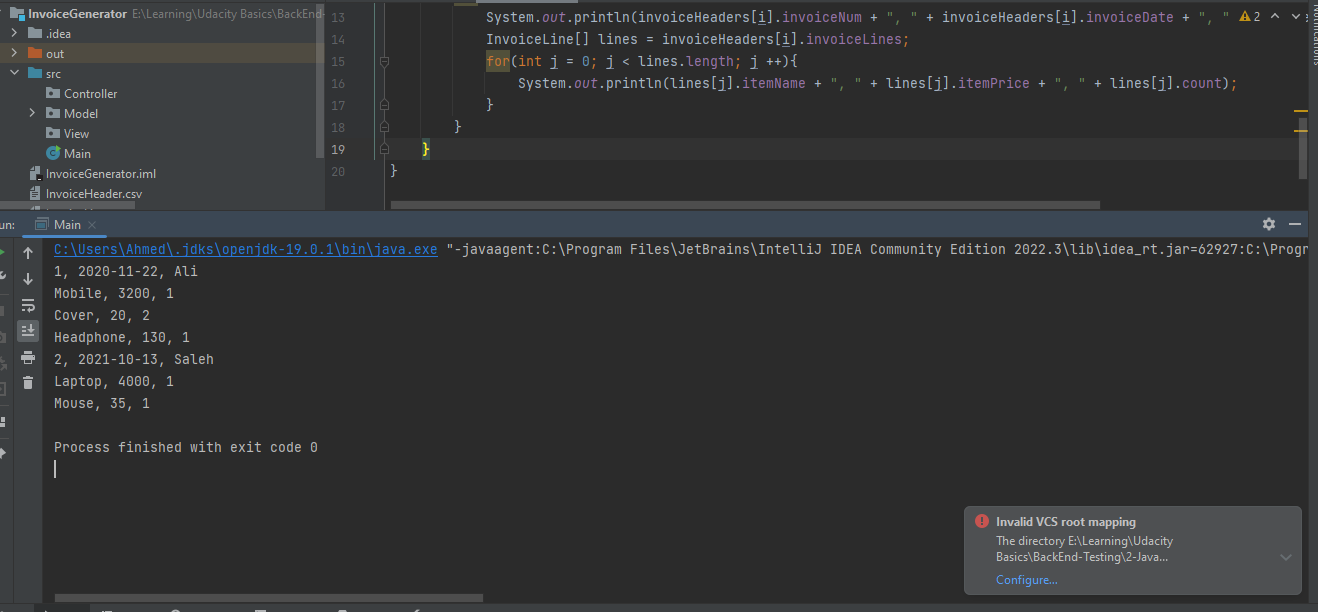 InvoiceGenerator E:\Learning\Udacity Basics\BackEnd-
.idea
out
src
Controller
Model
View
Main
InvoiceGenerator.iml
InvoiceHeader.csv
13 System.out.println(invoiceHeaders[i].invoiceNum + ", " + invoiceHeaders[i].invoiceDate + ", " 2
14 InvoiceLine[] lines = invoiceHeaders[i].invoiceLines;
15 for(int j = 0; j < lines.length; j ++){
16 System.out.println(lines[j].itemName + ", " + lines[j].itemPrice + ", " + lines[j].count);
17 }
18 }
19 }
20 }
un: Main
C:\Users\Ahmed\.jdks\openjdk-19.0.1\bin\java.exe "-javaagent:C:\Program Files\JetBrains\IntelliJ IDEA Community Edition 2022.3\lib\idea_rt.jar=62927:C:\Progr
1, 2020-11-22, Ali
Mobile, 3200, 1
Cover, 20, 2
Headphone, 130, 1
2, 2021-10-13, Saleh
Laptop, 4000, 1
Mouse, 35, 1
Process finished with exit code 0
Invalid VCS root mapping
The directory E:\Learning\Udacity
Basics\BackEnd-Testing\2-Java...
Configure...